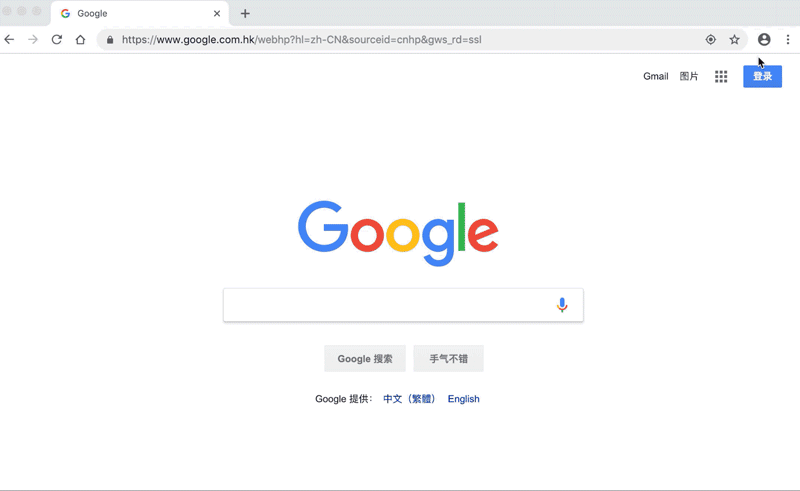 Google
https://www.google.com.hk/webhp?hl=zh-CN&sourceid=cnhp&gws_rd=ssl
Gmail 图片 登录
Google
Google 搜索 手气不错
Google 提供： 中文（繁體） English